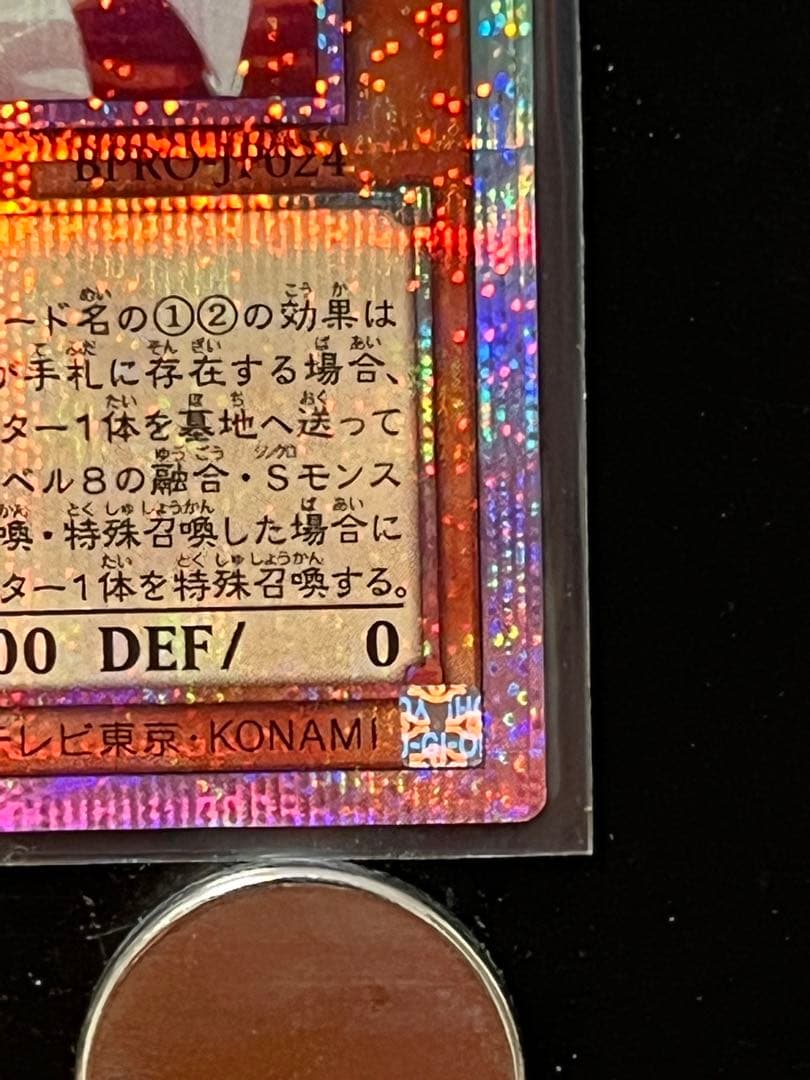 BPRO-JP024
ード名の①②の効果は
が手札に存在する場合、
ター1体を墓地へ送って
ベル8の融合・Sモンス
喚・特殊召喚した場合に
ター1体を特殊召喚する。
00 DEF/ 0
テレビ東京・KONAMI